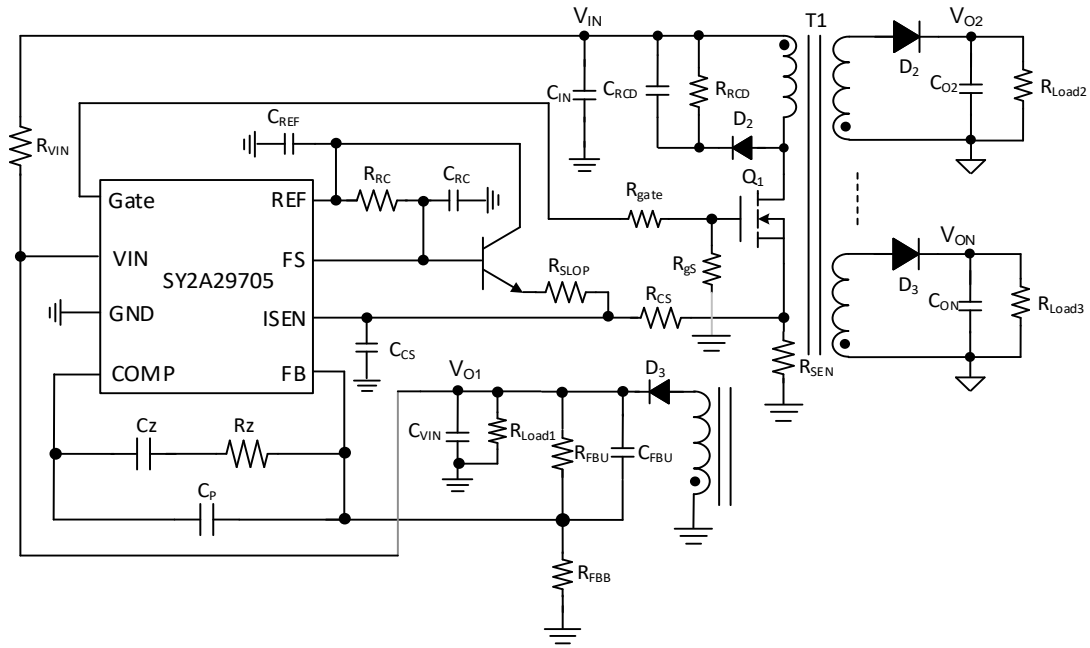 VIN
T1
VO2
D2
CO2
RLoad2
CIN
CRCD
RRCD
D2
CREF
RVIN
RRC
CRC
Q1
Rgate
Gate
REF
VIN
FS
SY2A29705
GND
ISEN
COMP
FB
RSLOP
RgS
RCS
CCS
RSEN
VON
D3
CON
RLoad3
VO1
D3
CVIN
RLoad1
RFBU
CFBU
Cz
Rz
CP
RFBB